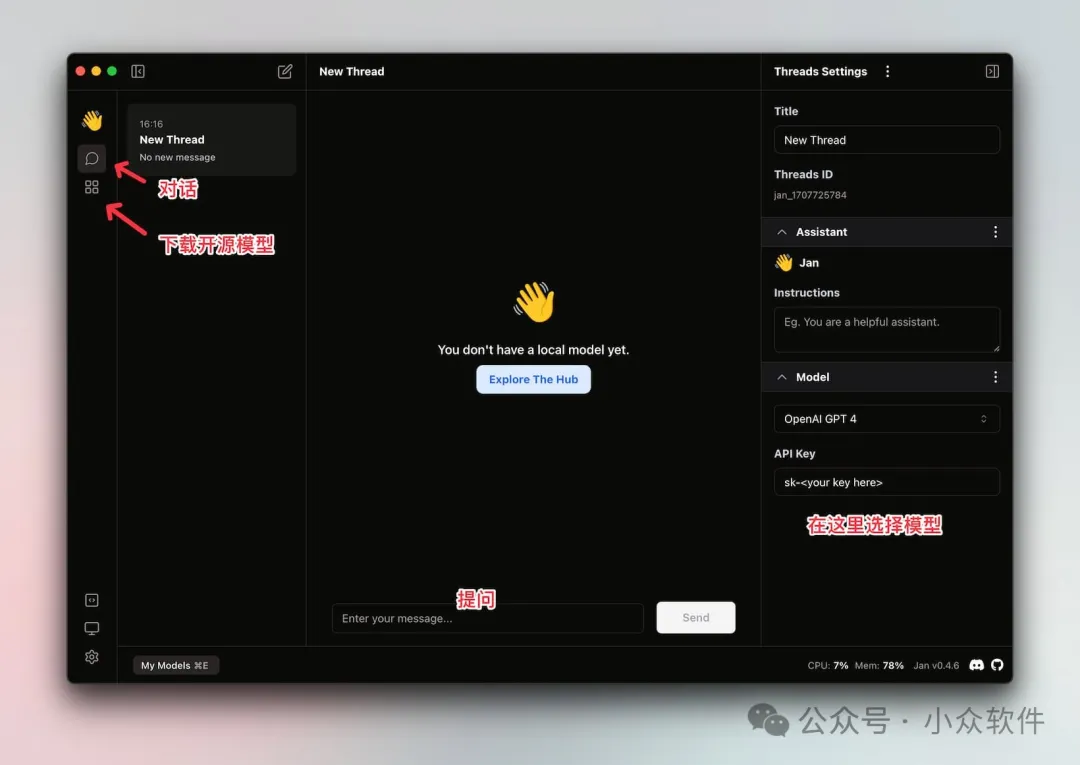 New Thread
Threads Settings
16:16
New Thread
No new message
对话
下载开源模型
You don't have a local model yet.
Explore The Hub
提问
Enter your message...
Send
Title
New Thread
Threads ID
jan_1707725784
Assistant
Jan
Instructions
Eg. You are a helpful assistant.
Model
OpenAI GPT 4
API Key
sk-<your key here>
在这里选择模型
My Models ⌘E
CPU: 7% Mem: 78% Jan v0.4.6
公众号 · 小众软件